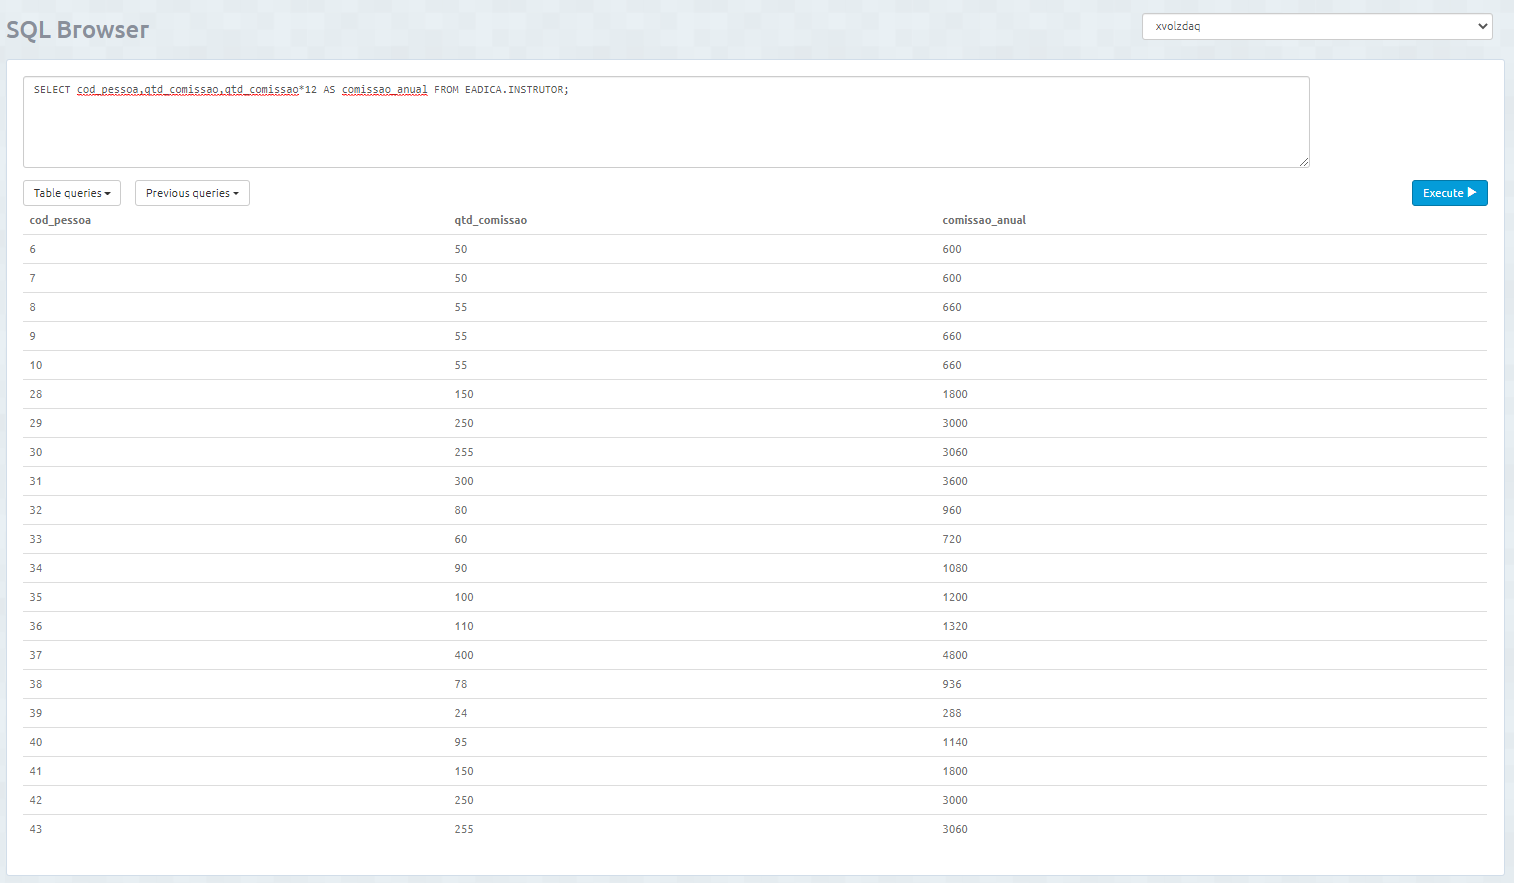 SQL Browser
xvolzdaq
SELECT cod_pessoa,qtd_comissao,qtd_comissao*12 AS comissao_anual FROM EADICA.INSTRUTOR;
Table queries
Previous queries
Execute
cod_pessoa qtd_comissao comissao_anual
6 50 600
7 50 600
8 55 660
9 55 660
10 55 660
28 150 1800
29 250 3000
30 255 3060
31 300 3600
32 80 960
33 60 720
34 90 1080
35 100 1200
36 110 1320
37 400 4800
38 78 936
39 24 288
40 95 1140
41 150 1800
42 250 3000
43 255 3060